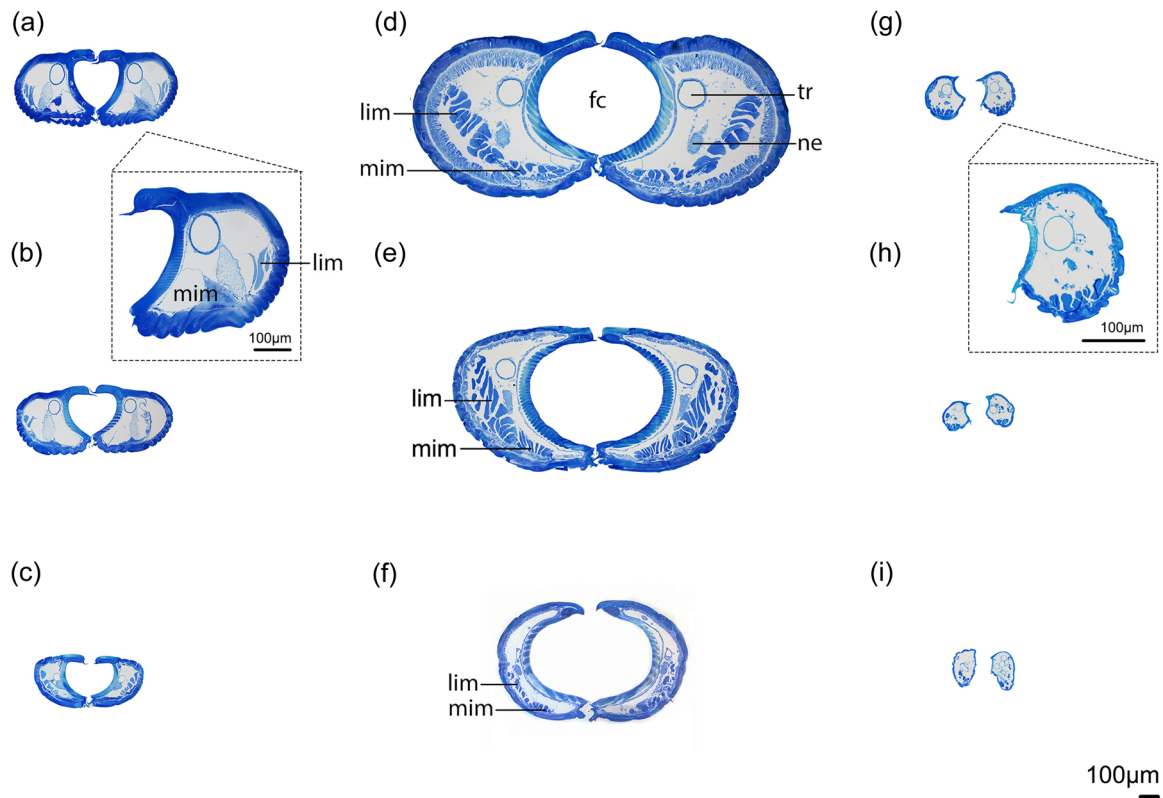 (a)
(d)
(g)
fc
tr
lim
ne
mim
(b)
lim
mim
100µm
(e)
(h)
100µm
lim
mim
(c)
(f)
(i)
lim
mim
100µm